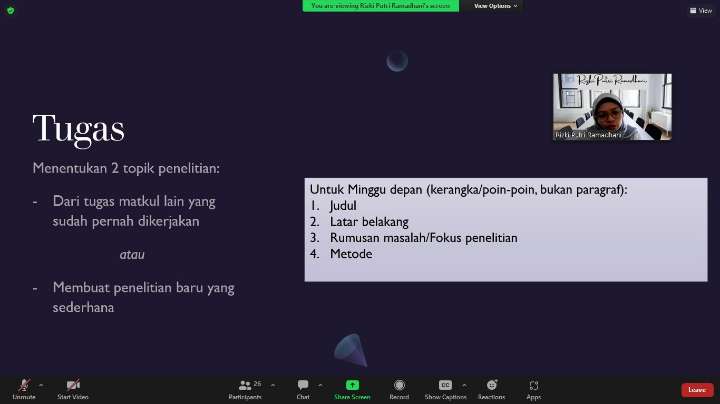 You are viewing Rizki Putri Ramadhani's screen
View Options
View
Rizki Putri Ramadhani
Rizki Putri Ramadhani
Tugas
Menentukan 2 topik penelitian:
- Dari tugas matkul lain yang
sudah pernah dikerjakan
atau
- Membuat penelitian baru yang
sederhana
Untuk Minggu depan (kerangka/poin-poin, bukan paragraf):
1. Judul
2. Latar belakang
3. Rumusan masalah/Fokus penelitian
4. Metode
Unmute
Start Video
26
Participants
Chat
Share Screen
Record
CC
Show Captions
Reactions
Apps
Leave